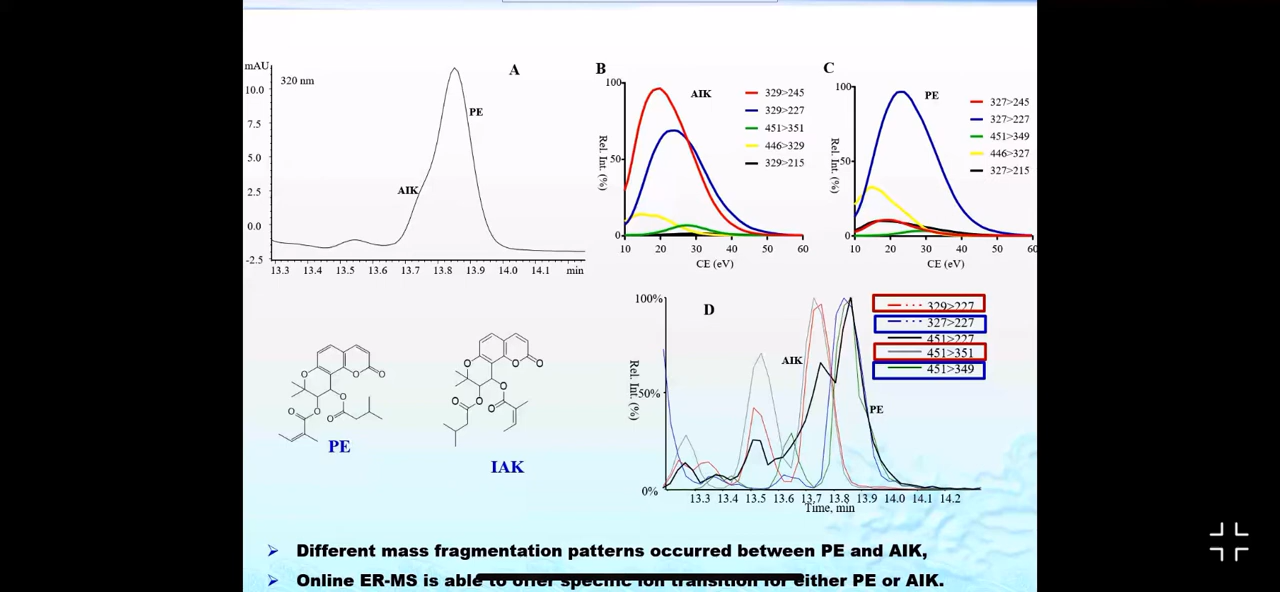 mAU
320 nm
A
10.0
7.5
5.0
2.5
0.0
-2.5
PE
AIK
13.3 13.4 13.5 13.6 13.7 13.8 13.9 14.0 14.1 min
B
AIK
100
50
0
Rel. Int. (%)
10 20 30 40 50 60
CE (eV)
329>245
329>227
451>351
446>329
329>215
C
PE
100
50
0
Rel. Int. (%)
10 20 30 40 50 60
CE (eV)
327>245
327>227
451>349
446>327
327>215
O O O
O O
O
PE
O O O
O O
O
IAK
D
100%
50%
0%
Rel. Int. (%)
AIK
PE
329>227
327>227
451>227
451>351
451>349
13.3 13.4 13.5 13.6 13.7 13.8 13.9 14.0 14.1 14.2
Time, min
Different mass fragmentation patterns occurred between PE and AIK,
Online ER-MS is able to offer specific ion transition for either PE or AIK.